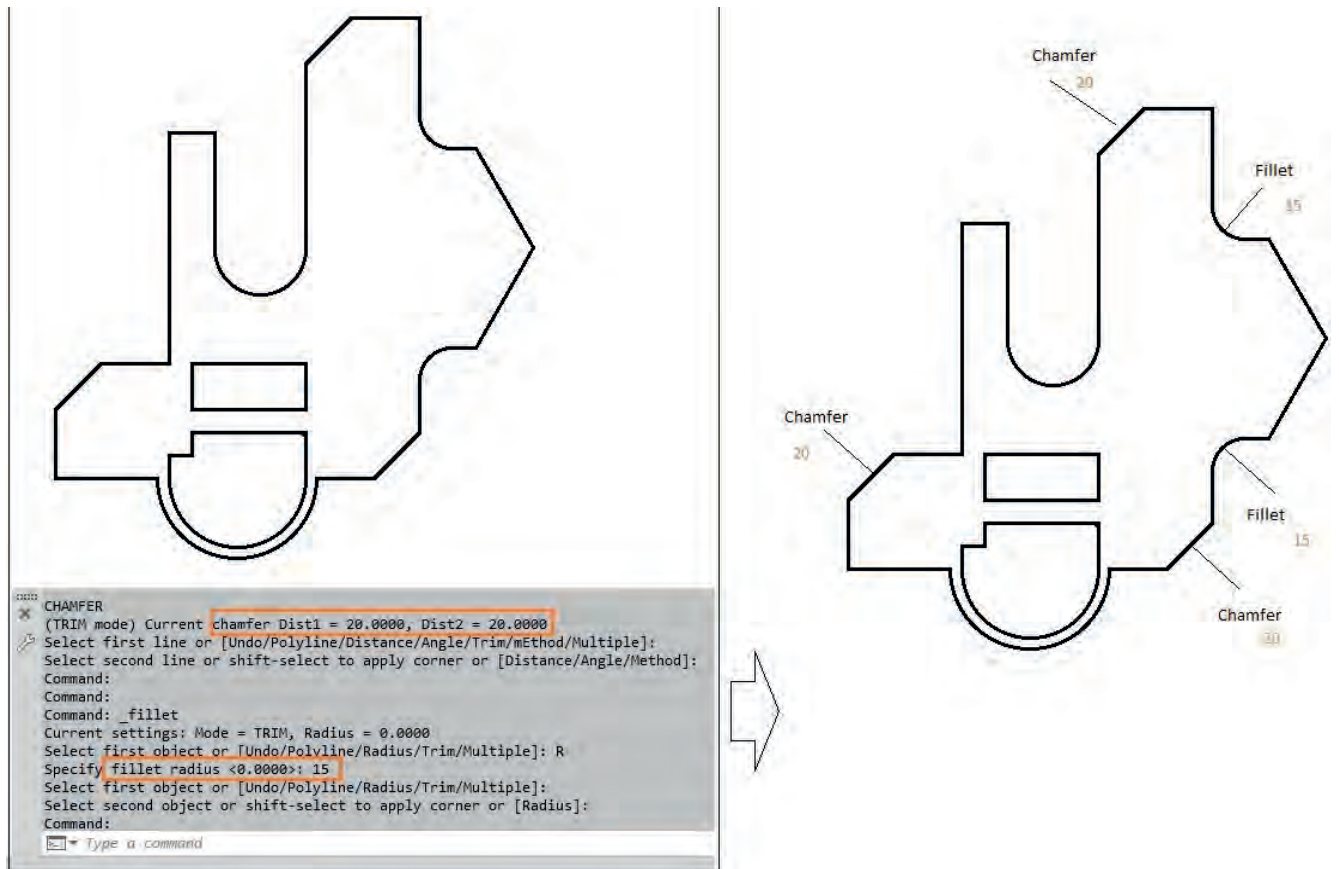 CHAMFER
(TRIM mode) Current chamfer Dist1 = 20.0000, Dist2 = 20.0000
Select first line or [Undo/Polyline/Distance/Angle/Trim/mEthod/Multiple]:
Select second line or shift-select to apply corner or [Distance/Angle/Method]:
Command:
Command:
Command: _fillet
Current settings: Mode = TRIM, Radius = 0.0000
Select first object or [Undo/Polyline/Radius/Trim/Multiple]: R
Specify fillet radius <0.0000>: 15
Select first object or [Undo/Polyline/Radius/Trim/Multiple]:
Select second object or shift-select to apply corner or [Radius]:
Command:
Type a command
Chamfer
20
Fillet
15
Chamfer
20
Fillet
15
Chamfer
20